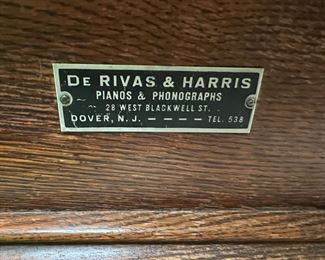 DE RIVAS & HARRIS
PIANOS & PHONOGRAPHS
28 WEST BLACKWELL ST.
DOVER, N.J. — — — — TEL. 538